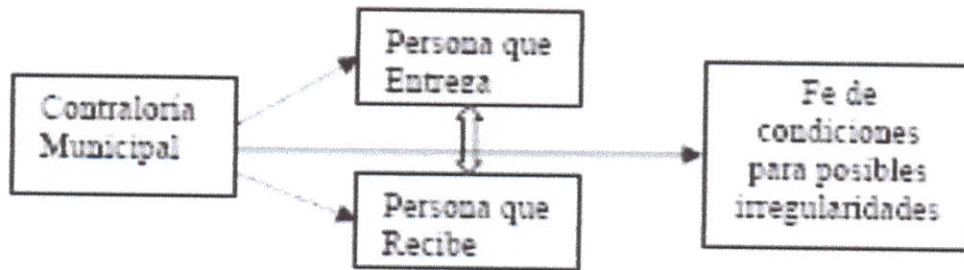 Contraloría
Municipal
Persona que
Entrega
Persona que
Recibe
Fe de
condiciones
para posibles
irregularidades